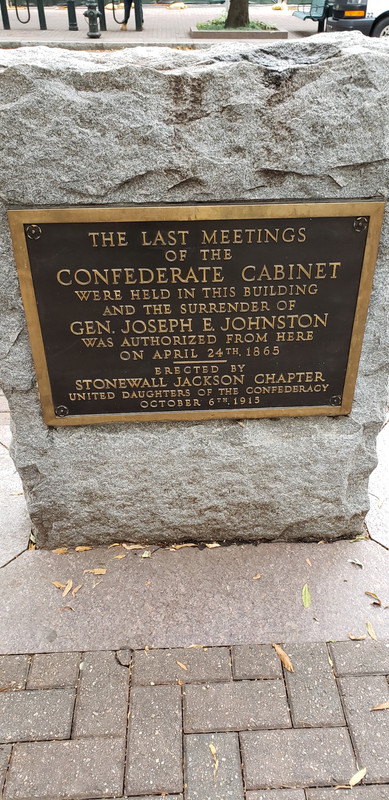 THE LAST MEETINGS
OF THE
CONFEDERATE CABINET
WERE HELD IN THIS BUILDING
AND THE SURRENDER OF
GEN. JOSEPH E. JOHNSTON
WAS AUTHORIZED FROM HERE
ON APRIL 24TH, 1865
ERECTED BY
STONEWALL JACKSON CHAPTER
UNITED DAUGHTERS OF THE CONFEDERACY
OCTOBER 6TH, 1915